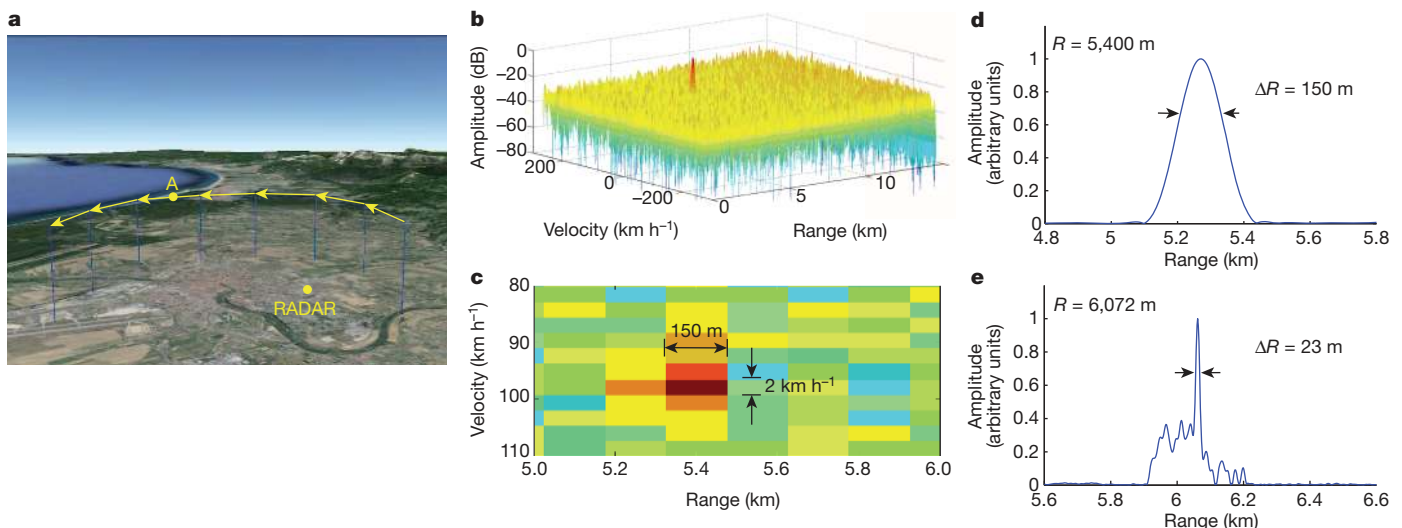 a
A
RADAR
b
Amplitude (dB)
0
−20
−40
−60
−80
200
0
−200
Velocity (km h⁻¹)
0
5
10
Range (km)
c
Velocity (km h⁻¹)
80
90
100
110
150 m
2 km h⁻¹
5.0
5.2
5.4
5.6
5.8
6.0
Range (km)
d
R = 5,400 m
ΔR = 150 m
Amplitude
(arbitrary units)
1
0.8
0.6
0.4
0.2
0
4.8
5
5.2
5.4
5.6
5.8
Range (km)
e
R = 6,072 m
ΔR = 23 m
Amplitude
(arbitrary units)
1
0.8
0.6
0.4
0.2
0
5.6
5.8
6
6.2
6.4
6.6
Range (km)